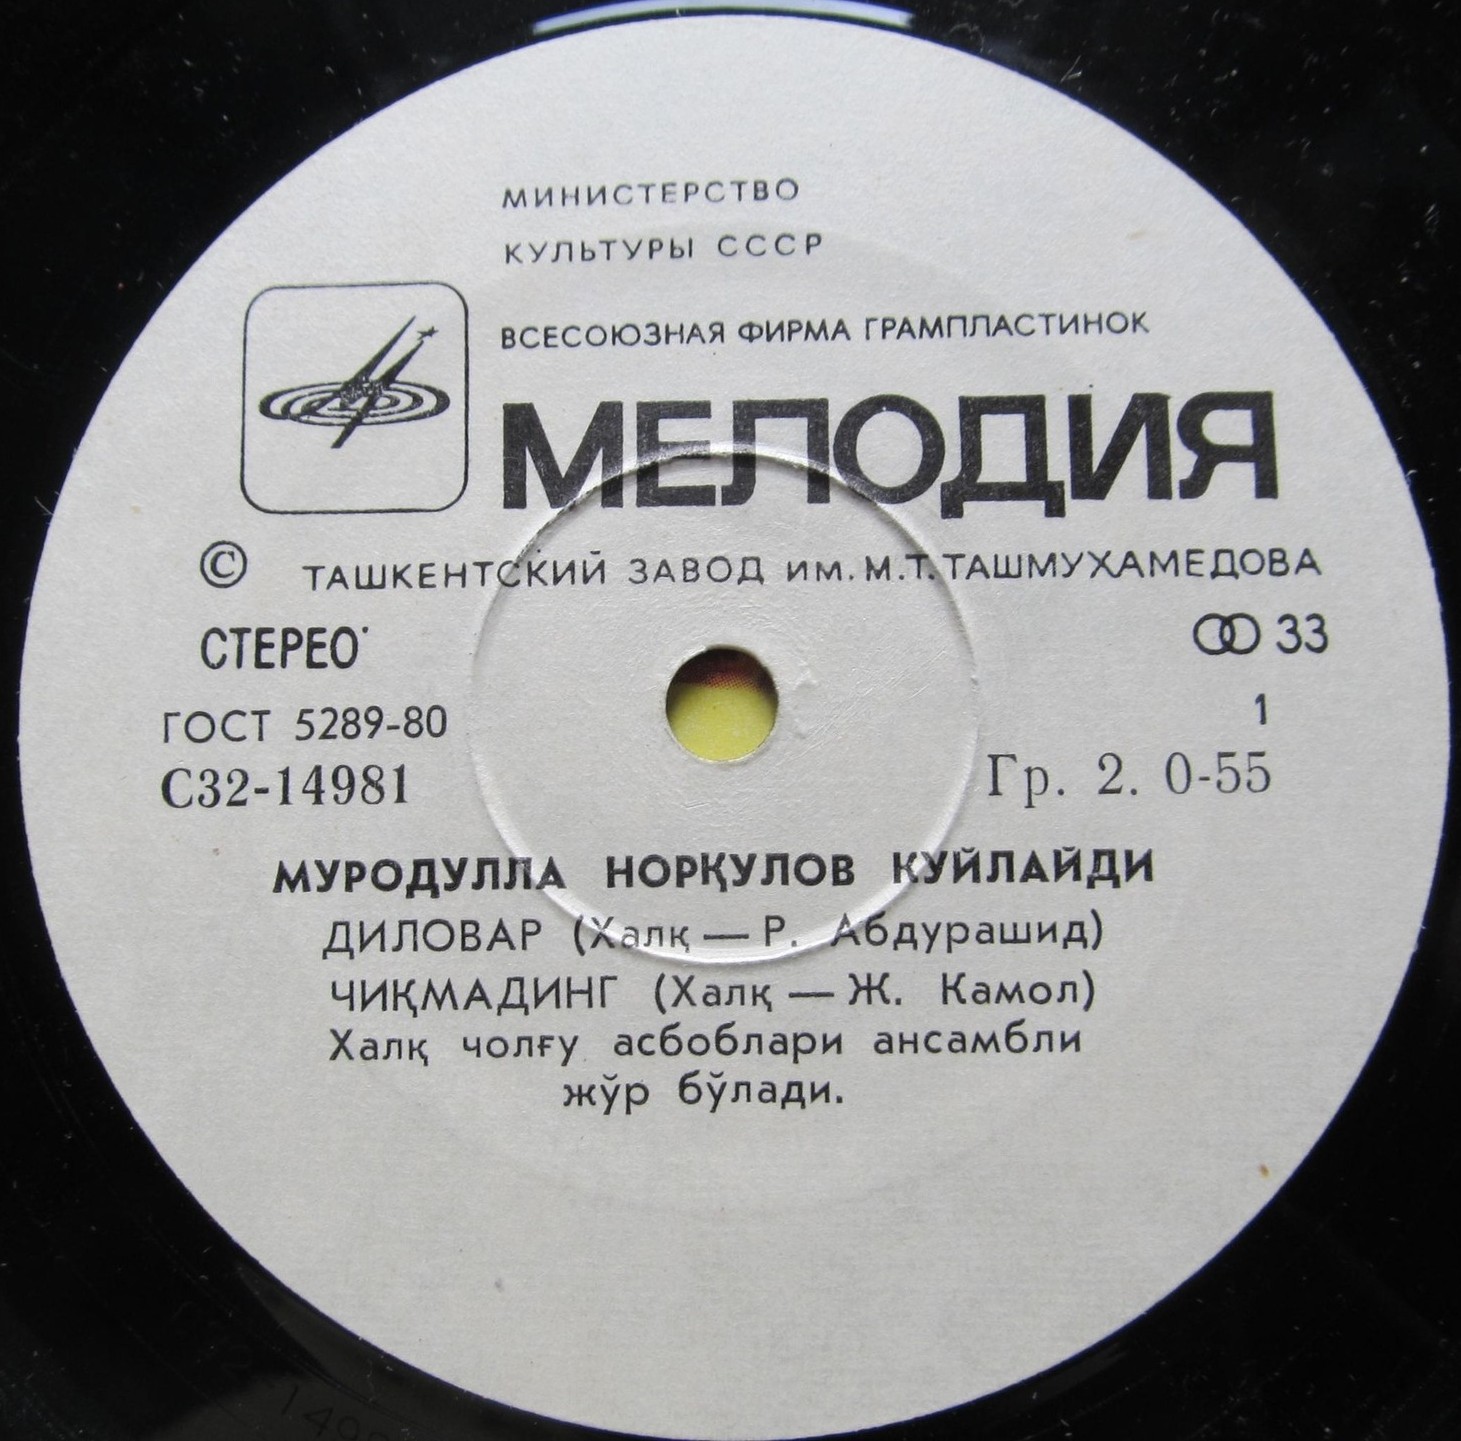 МИНИСТЕРСТВО
КУЛЬТУРЫ СССР
ВСЕСОЮЗНАЯ ФИРМА ГРАМПЛАСТИНОК
МЕЛОДИЯ
© ТАШКЕНТСКИЙ ЗАВОД ИМ. М.Т. ТАШМУХАМЕДОВА
СТЕРЕО 33
ГОСТ 5289-80 1
С32-14981 Гр. 2. 0-55
МУРОДУЛЛА НОРҚУЛОВ КУЙЛАЙДИ
ДИЛОВАР (Халқ — Р. Абдурашид)
ЧИҚМАДИНГ (Халқ — Ж. Камол)
Халқ чолғу асбоблари ансамбли
жўр бўлади.